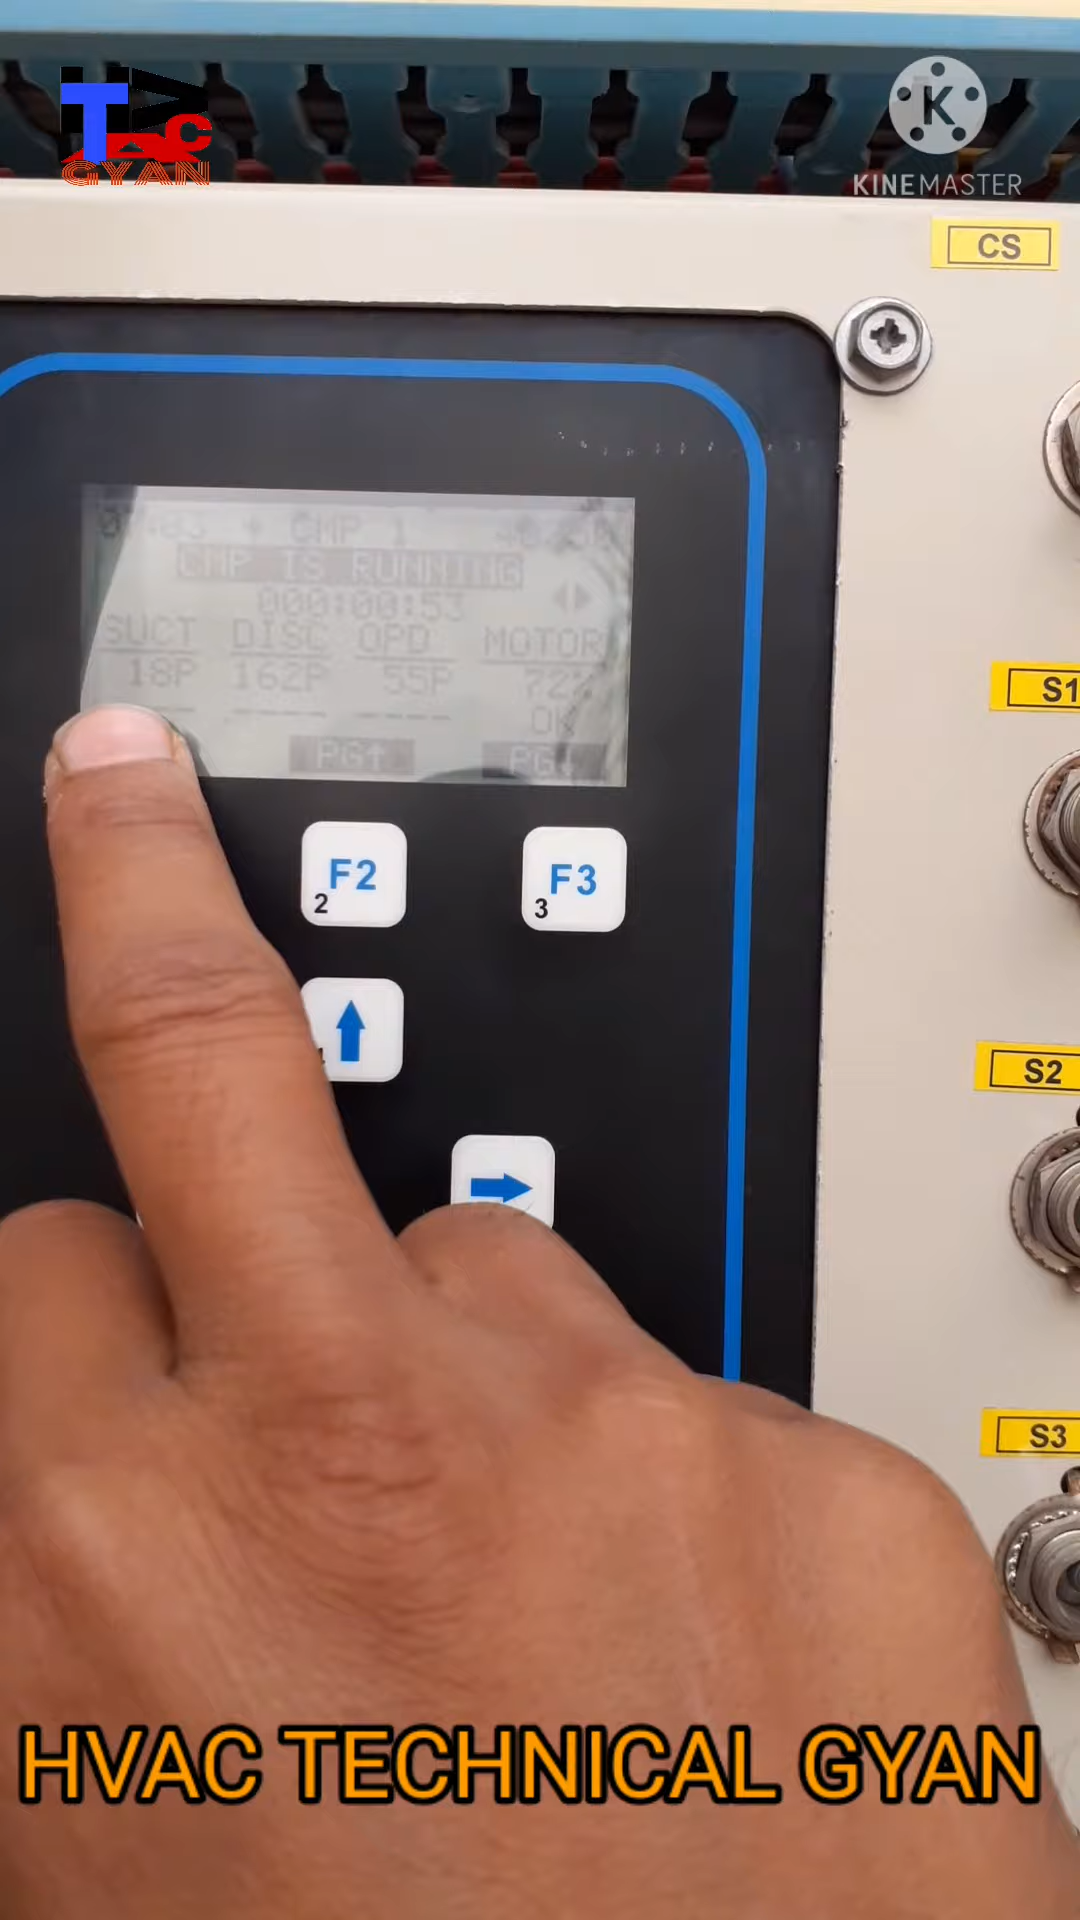 GYAN
KINEMASTER
CS
CMP 1
CMP IS RUNNING
000:00:53
SUCT DISC OPD MOTOR
18P 162P 55P 72%
OK
PG↑ PG↓
F2
2
F3
3
S1
S2
S3
HVAC TECHNICAL GYAN